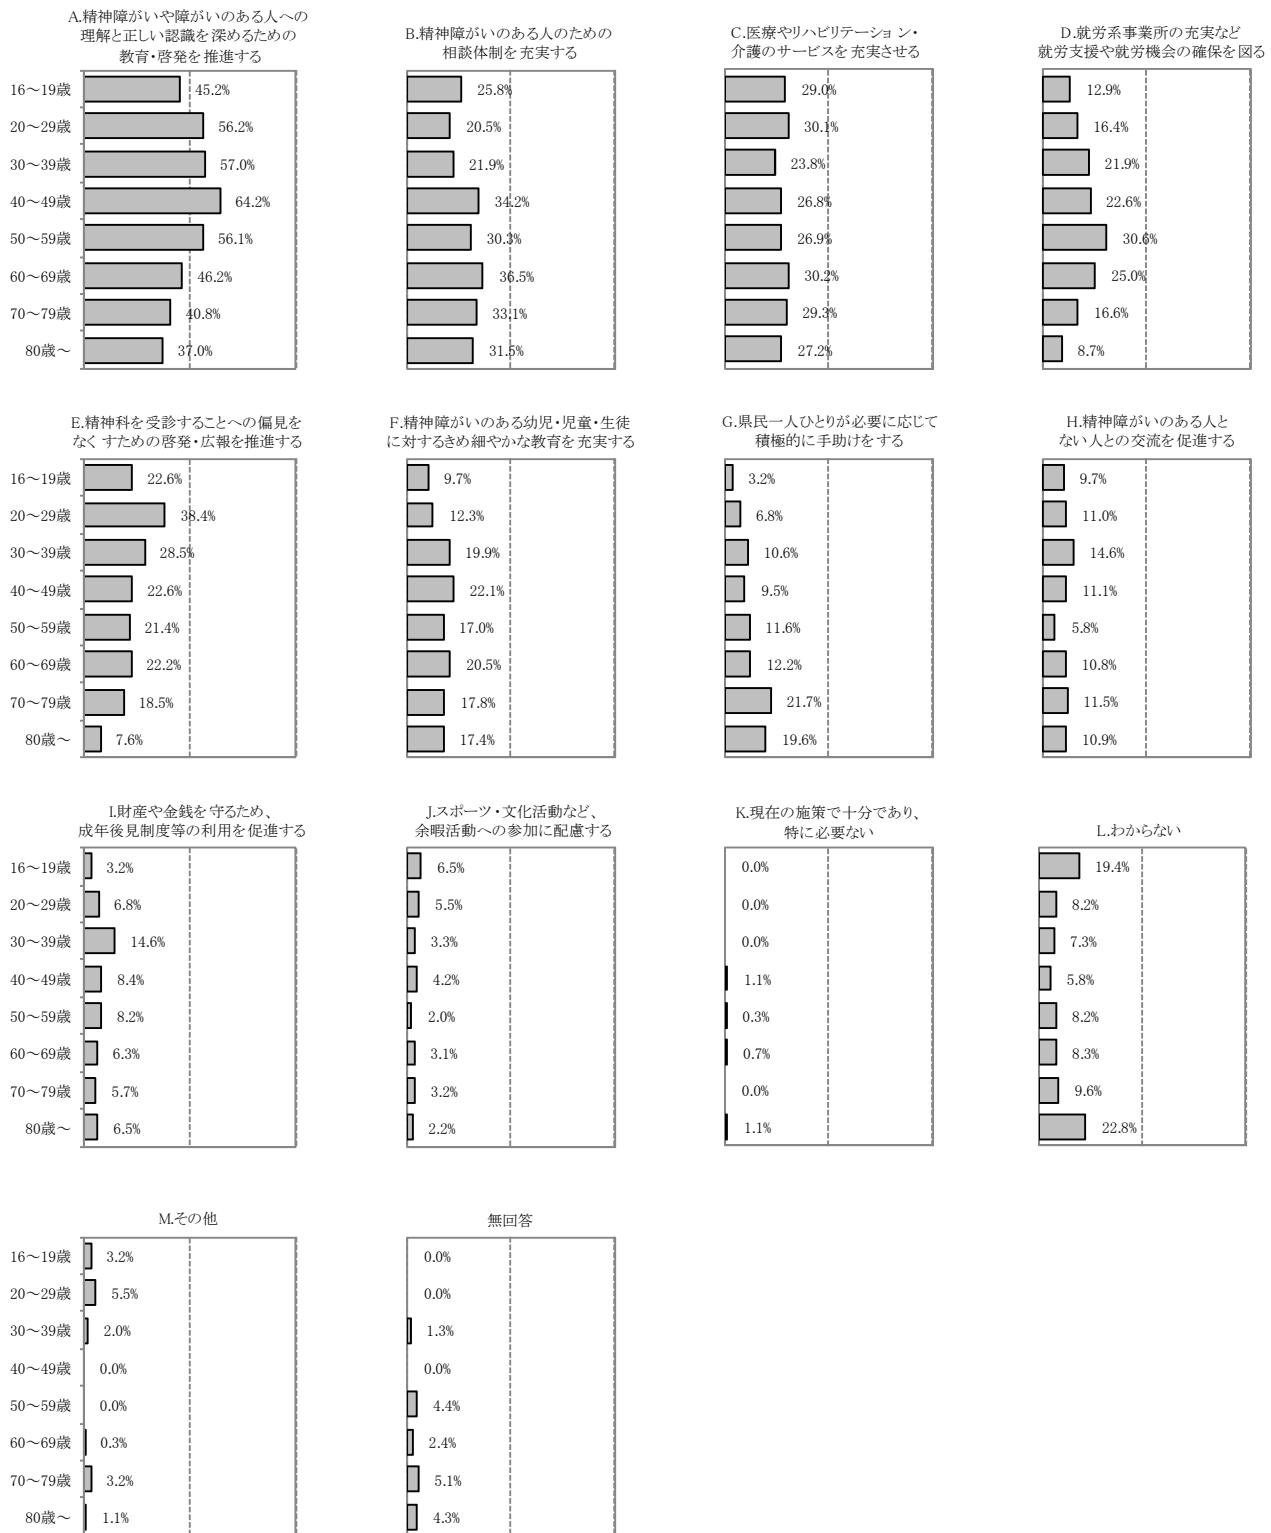 A.精神障がいや障がいのある人への
理解と正しい認識を深めるための
教育・啓発を推進する
B.精神障がいのある人のための
相談体制を充実する
C.医療やリハビリテーション・
介護のサービスを充実させる
D.就労系事業所の充実など
就労支援や就労機会の確保を図る
16～19歳 45.2% 25.8% 29.0% 12.9%
20～29歳 56.2% 20.5% 30.1% 16.4%
30～39歳 57.0% 21.9% 23.8% 21.9%
40～49歳 64.2% 34.2% 26.8% 22.6%
50～59歳 56.1% 30.3% 26.9% 30.6%
60～69歳 46.2% 36.5% 30.2% 25.0%
70～79歳 40.8% 33.1% 29.3% 16.6%
80歳～ 37.0% 31.5% 27.2% 8.7%
E.精神科を受診することへの偏見を
なくすための啓発・広報を推進する
F.精神障がいのある幼児・児童・生徒
に対するきめ細やかな教育を充実する
G.県民一人ひとりが必要に応じて
積極的に手助けをする
H.精神障がいのある人と
ない人との交流を促進する
16～19歳 22.6% 9.7% 3.2% 9.7%
20～29歳 38.4% 12.3% 6.8% 11.0%
30～39歳 28.5% 19.9% 10.6% 14.6%
40～49歳 22.6% 22.1% 9.5% 11.1%
50～59歳 21.4% 17.0% 11.6% 5.8%
60～69歳 22.2% 20.5% 12.2% 10.8%
70～79歳 18.5% 17.8% 21.7% 11.5%
80歳～ 7.6% 17.4% 19.6% 10.9%
I.財産や金銭を守るため、
成年後見制度等の利用を促進する
J.スポーツ・文化活動など、
余暇活動への参加に配慮する
K.現在の施策で十分であり、
特に必要ない
L.わからない
16～19歳 3.2% 6.5% 0.0% 19.4%
20～29歳 6.8% 5.5% 0.0% 8.2%
30～39歳 14.6% 3.3% 0.0% 7.3%
40～49歳 8.4% 4.2% 1.1% 5.8%
50～59歳 8.2% 2.0% 0.3% 8.2%
60～69歳 6.3% 3.1% 0.7% 8.3%
70～79歳 5.7% 3.2% 0.0% 9.6%
80歳～ 6.5% 2.2% 1.1% 22.8%
M.その他
無回答
16～19歳 3.2% 0.0%
20～29歳 5.5% 0.0%
30～39歳 2.0% 1.3%
40～49歳 0.0% 0.0%
50～59歳 0.0% 4.4%
60～69歳 0.3% 2.4%
70～79歳 3.2% 5.1%
80歳～ 1.1% 4.3%